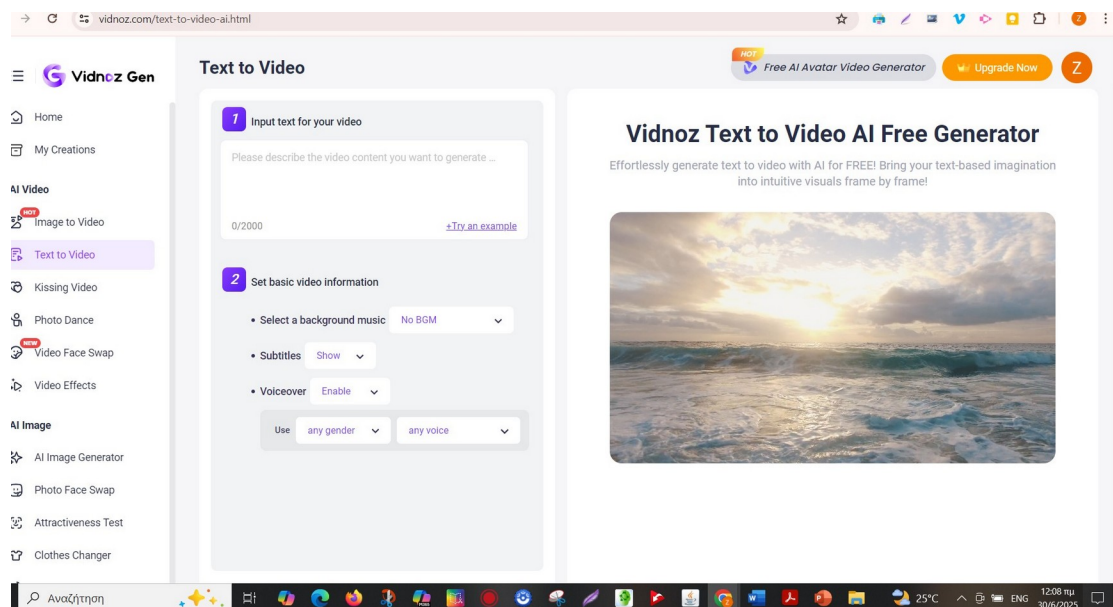 vidnoz.com/text-to-video-ai.html
Z
Vidnoz Gen
Home
My Creations
AI Video
HOT
Image to Video
Text to Video
Kissing Video
Photo Dance
NEW
Video Face Swap
Video Effects
AI Image
AI Image Generator
Photo Face Swap
Attractiveness Test
Clothes Changer
Text to Video
HOT
Free AI Avatar Video Generator
Upgrade Now
Z
1 Input text for your video
Please describe the video content you want to generate ...
0/2000 +Try an example
2 Set basic video information
• Select a background music No BGM
• Subtitles Show
• Voiceover Enable
Use any gender any voice
Vidnoz Text to Video AI Free Generator
Effortlessly generate text to video with AI for FREE! Bring your text-based imagination
into intuitive visuals frame by frame!
Αναζήτηση
25°C
ENG
12:08 πμ
30/6/2025